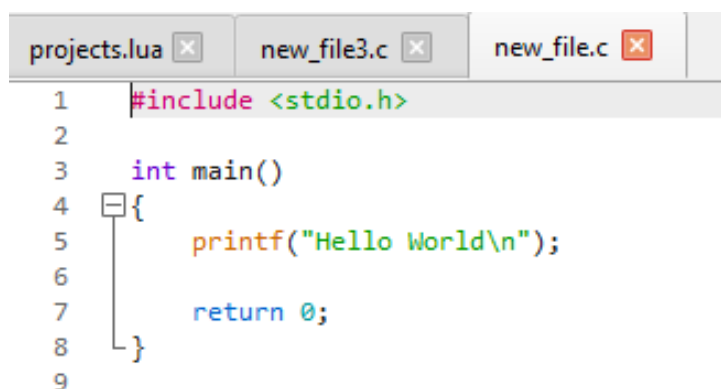 projects.lua new_file3.c new_file.c
1 #include <stdio.h>
2
3 int main()
4 {
5     printf("Hello World\n");
6
7     return 0;
8 }
9